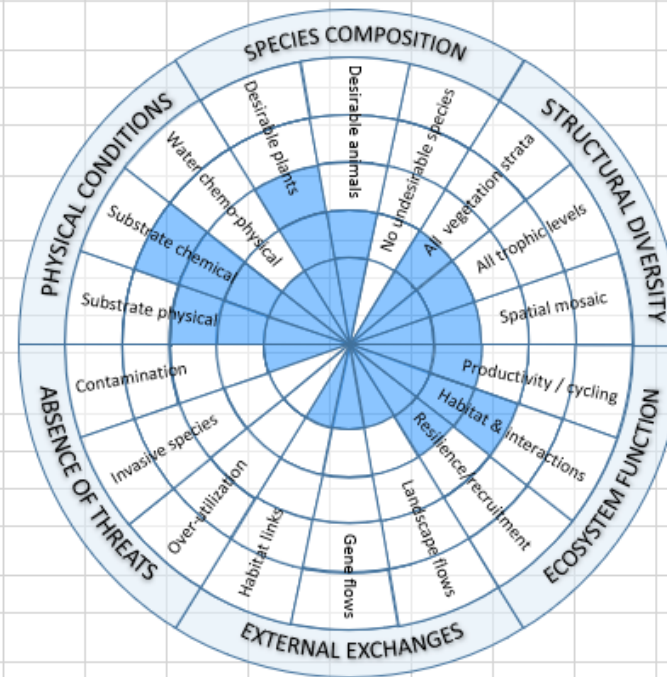 SPECIES COMPOSITION
Desirable plants
Desirable animals
No undesirable species
STRUCTURAL DIVERSITY
All vegetation strata
All trophic levels
Spatial mosaic
ECOSYSTEM FUNCTION
Productivity / cycling
Habitat & interactions
Resilience/recruitment
EXTERNAL EXCHANGES
Landscape flows
Gene flows
Habitat links
ABSENCE OF THREATS
Over-utilization
Invasive species
Contamination
PHYSICAL CONDITIONS
Substrate physical
Substrate chemical
Water chemo-physical